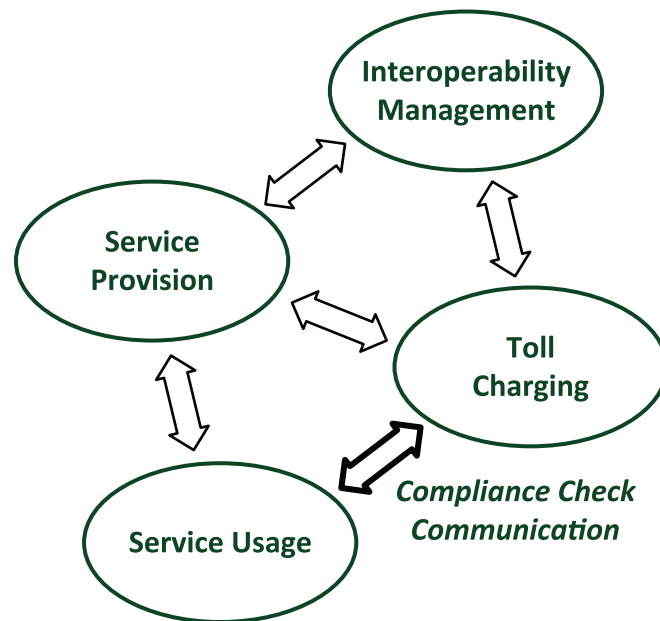 Interoperability
Management
Service
Provision
Toll
Charging
Compliance Check
Communication
Service Usage